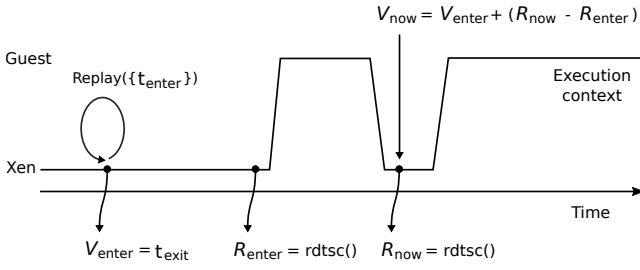 V_now = V_enter + (R_now - R_enter)
Guest
Replay({t_enter})
Execution
context
Xen
Time
V_enter = t_exit
R_enter = rdtsc()
R_now = rdtsc()